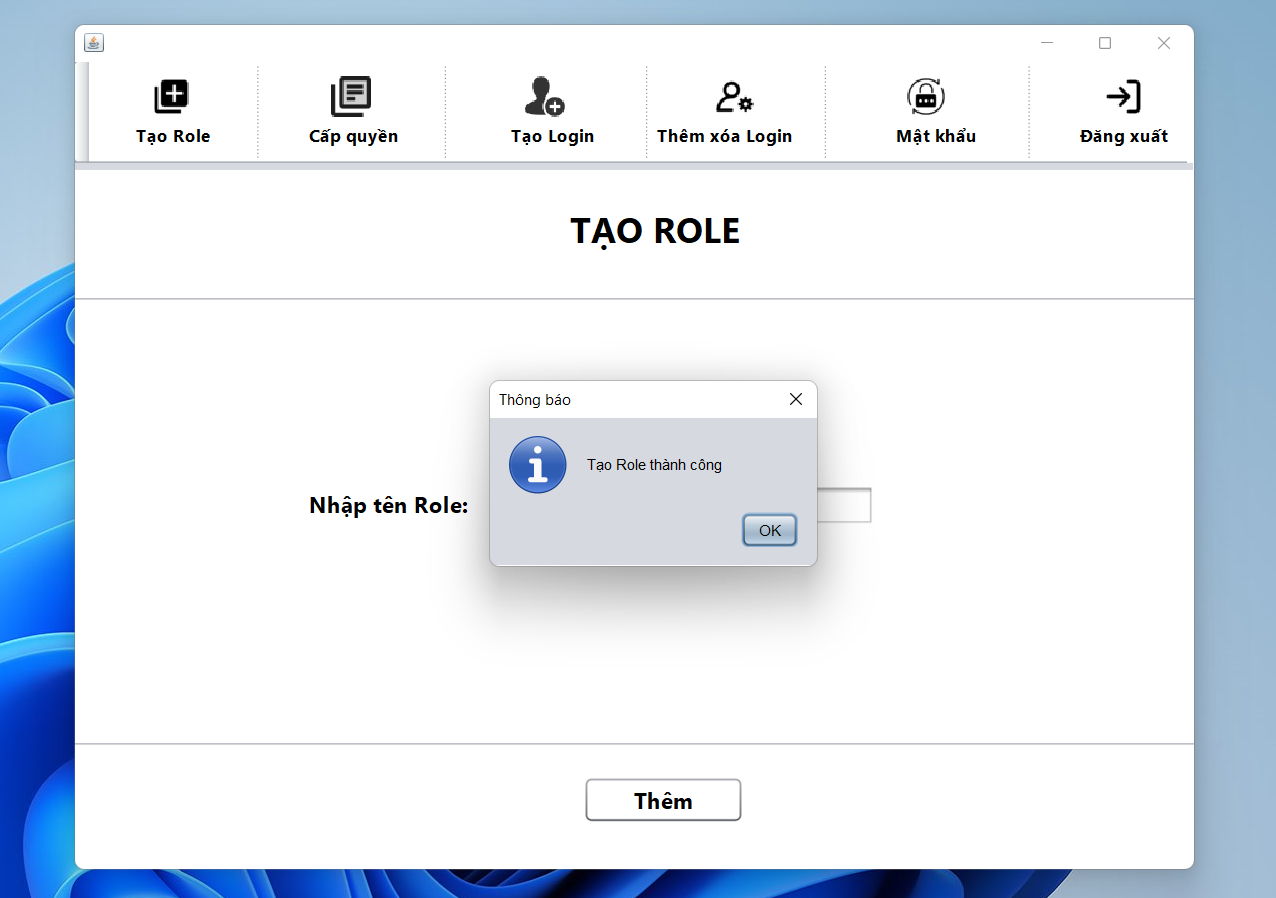 Tạo Role
Cấp quyền
Tạo Login
Thêm xóa Login
Mật khẩu
Đăng xuất
TẠO ROLE
Thông báo
Tạo Role thành công
Nhập tên Role:
OK
Thêm